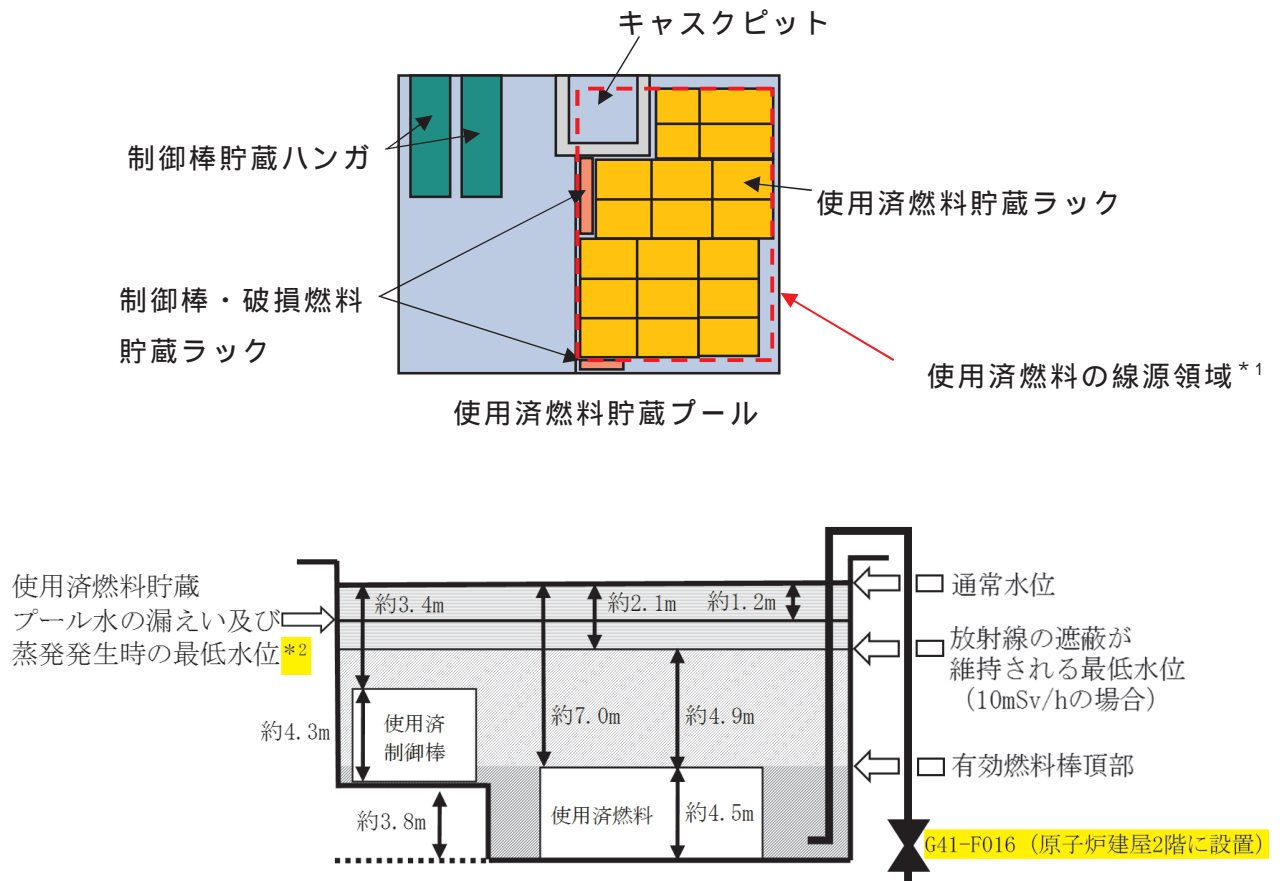 キャスクピット
制御棒貯蔵ハンガ
使用済燃料貯蔵ラック
制御棒・破損燃料
貯蔵ラック
使用済燃料の線源領域*1
使用済燃料貯蔵プール
使用済燃料貯蔵
プール水の漏えい及び
蒸発発生時の最低水位*2
約3.4m
約2.1m
約1.2m
通常水位
放射線の遮蔽が
維持される最低水位
(10mSv/hの場合)
約4.3m
使用済
制御棒
約7.0m
約4.9m
有効燃料棒頂部
約3.8m
使用済燃料
約4.5m
G41-F016 (原子炉建屋2階に設置)